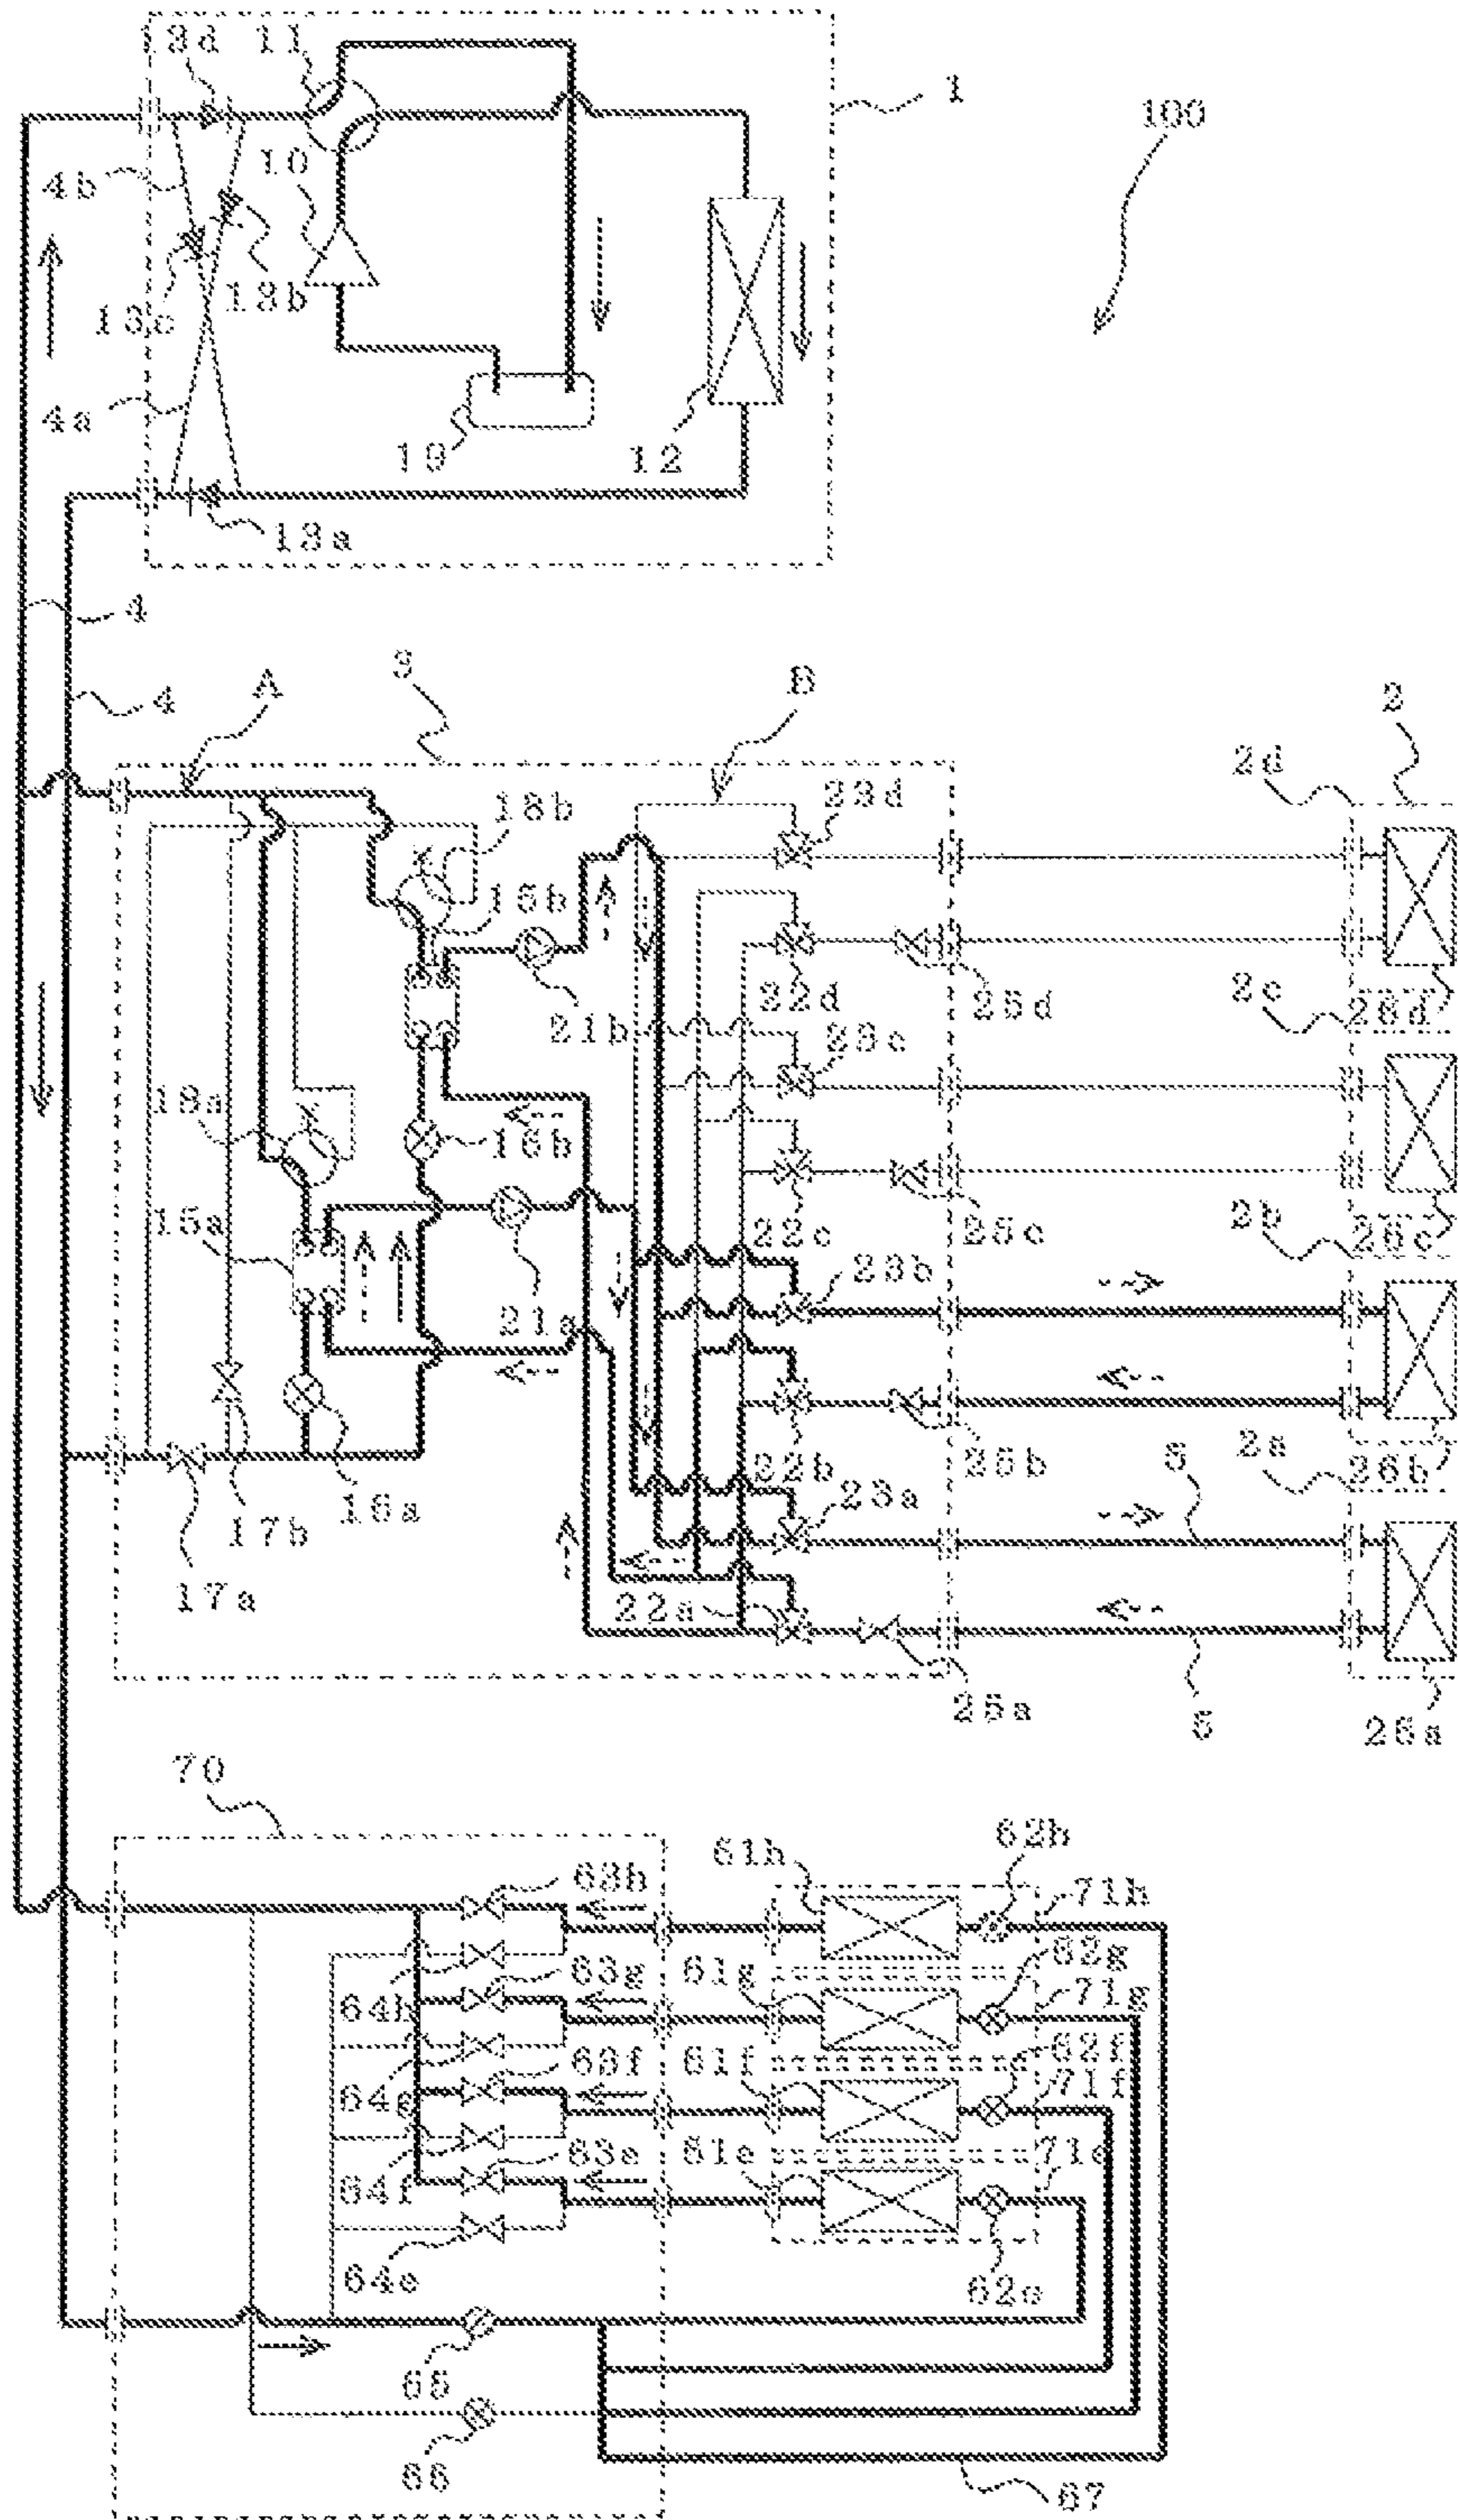 13d 11
1
100
10
4b
13b
13c
4a
19
12
13a
4
4
A
3
B
2
2d
23d
18b
15b
22d
25d
2c
26d
21b
23c
18a
16b
15a
22c
25c
2b
26c
23b
21a
22b
25b
2a
26b
16a
23a
5
17b
17a
22a
25a
5
26a
70
62h
61h
63h
71h
62g
63g
61g
71g
64h
62f
63f
61f
71f
64g
63e
61e
71e
64f
64e
62e
65
66
67